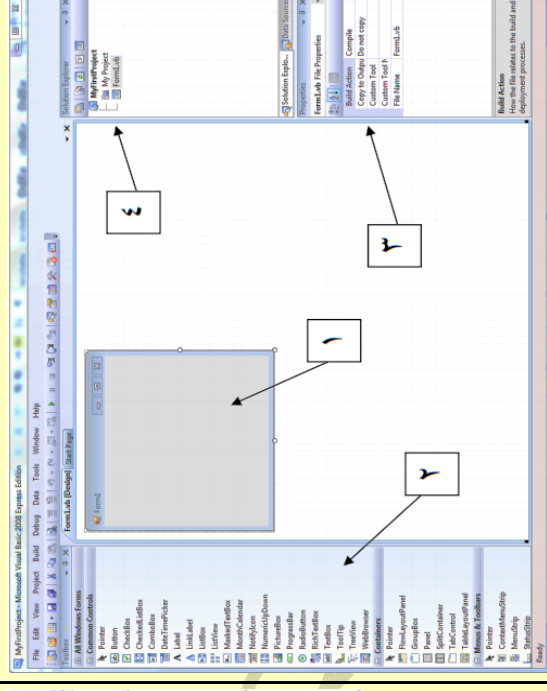 MyFirstProject - Microsoft Visual Basic 2008 Express Edition
File Edit View Project Build Debug Data Tools Window Help
Toolbox
All Windows Forms
Common Controls
Pointer
Button
CheckBox
CheckedListBox
ComboBox
DateTimePicker
Label
LinkLabel
ListBox
ListView
MaskedTextBox
MonthCalendar
NotifyIcon
NumericUpDown
PictureBox
ProgressBar
RadioButton
RichTextBox
TextBox
ToolTip
TreeView
WebBrowser
Containers
Pointer
FlowLayoutPanel
GroupBox
Panel
SplitContainer
TabControl
TableLayoutPanel
Menus & Toolbars
Pointer
ContextMenuStrip
MenuStrip
StatusStrip
Ready
Form1.vb [Design] Start Page
Form1
١
٢
٣
٤
Solution Explorer
MyFirstProject
My Project
Form1.vb
Solution Explo... Data Sources
Properties
Form1.vb File Properties
Build Action Compile
Copy to Outpu Do not copy
Custom Tool
Custom Tool N
File Name Form1.vb
Build Action
How the file relates to the build and
deployment processes.